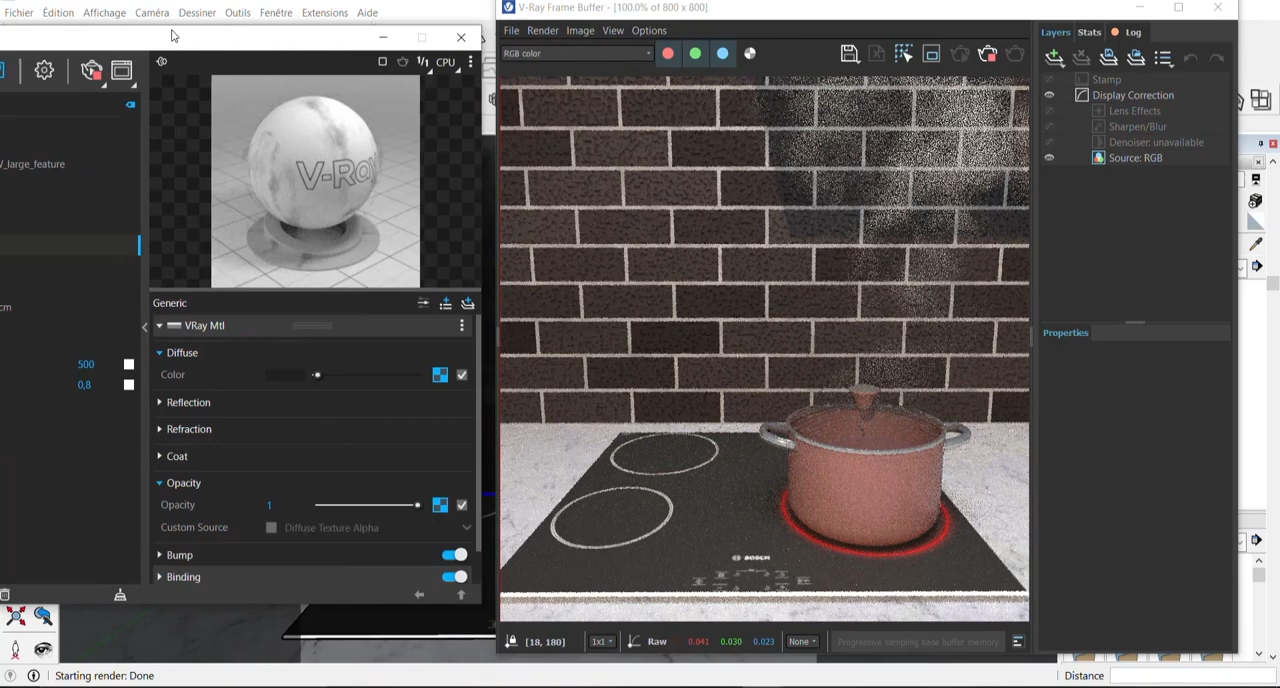 Fichier Édition Affichage Caméra Dessiner Outils Fenêtre Extensions Aide
V-Ray Frame Buffer - [100.0% of 800 x 800]
File Render Image View Options
RGB color
Layers Stats Log
Stamp
Display Correction
Lens Effects
Sharpen/Blur
Denoiser: unavailable
Source: RGB
Properties
1/1 CPU
V-Ray
_large_feature
cm
500
0,8
Generic
VRay Mtl
Diffuse
Color
Reflection
Refraction
Coat
Opacity
Opacity 1
Custom Source Diffuse Texture Alpha
Bump
Binding
BOSCH
[18, 180] 1x1 Raw 0.041 0.030 0.023 None Progressive sampling base buffer memory
Starting render: Done
Distance